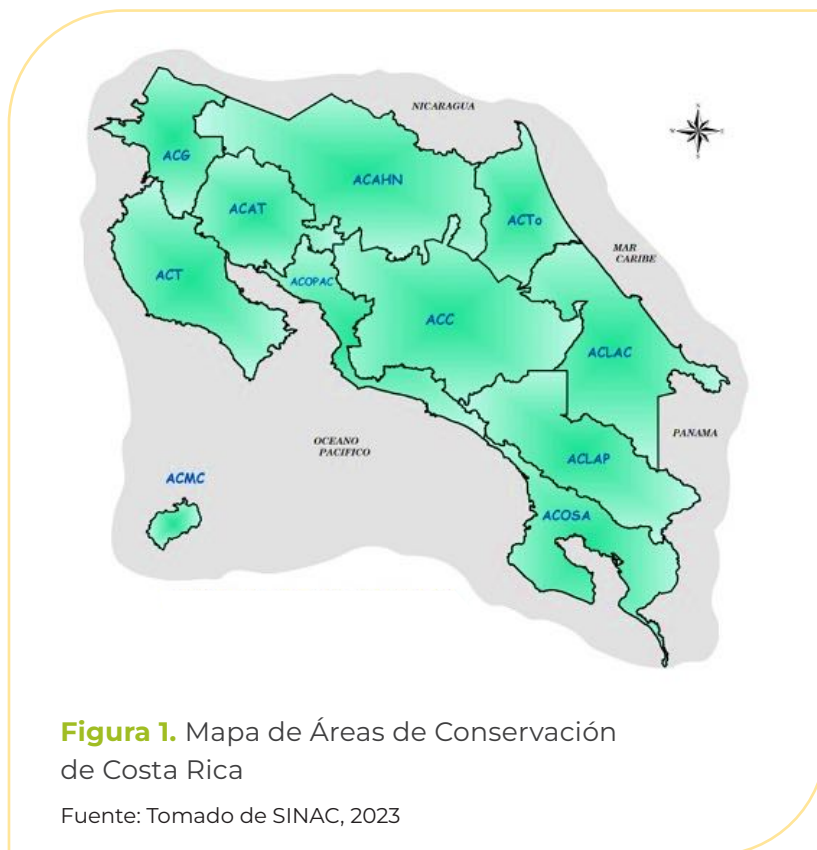 NICARAGUA
ACG
ACAHN
ACAT
ACTo
MAR
CARIBE
ACT
ACOPAC
ACC
ACLAC
OCEANO
PACIFICO
PANAMA
ACLAP
ACMC
ACOSA
Figura 1. Mapa de Áreas de Conservación
de Costa Rica
Fuente: Tomado de SINAC, 2023